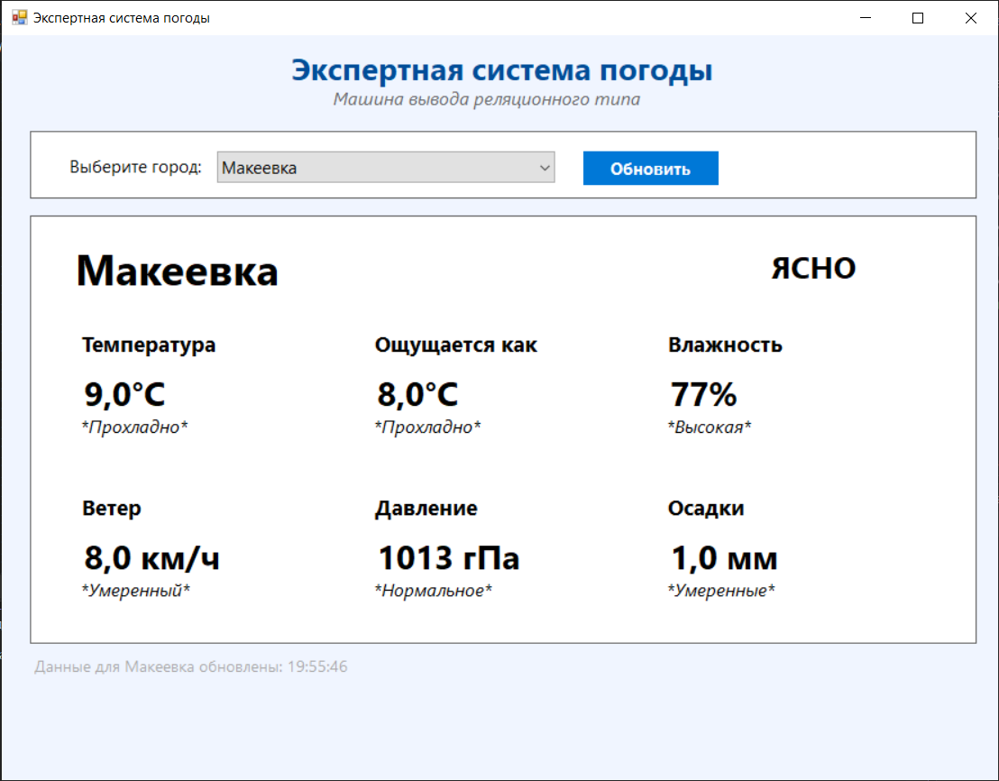 Экспертная система погоды
Экспертная система погоды
Машина вывода реляционного типа
Выберите город: Макеевка Обновить
Макеевка ЯСНО
Температура Ощущается как Влажность
9,0°C 8,0°C 77%
*Прохладно* *Прохладно* *Высокая*
Ветер Давление Осадки
8,0 км/ч 1013 гПа 1,0 мм
*Умеренный* *Нормальное* *Умеренные*
Данные для Макеевка обновлены: 19:55:46